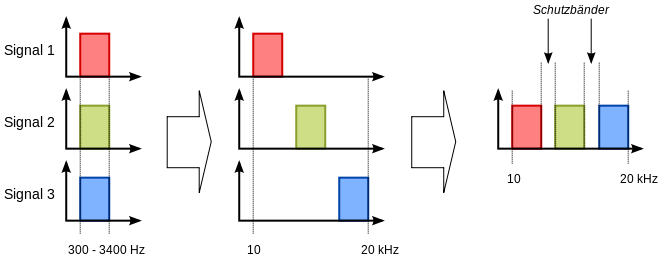 Schutzbänder
Signal 1
Signal 2
Signal 3
300 - 3400 Hz
10
20 kHz
10
20 kHz